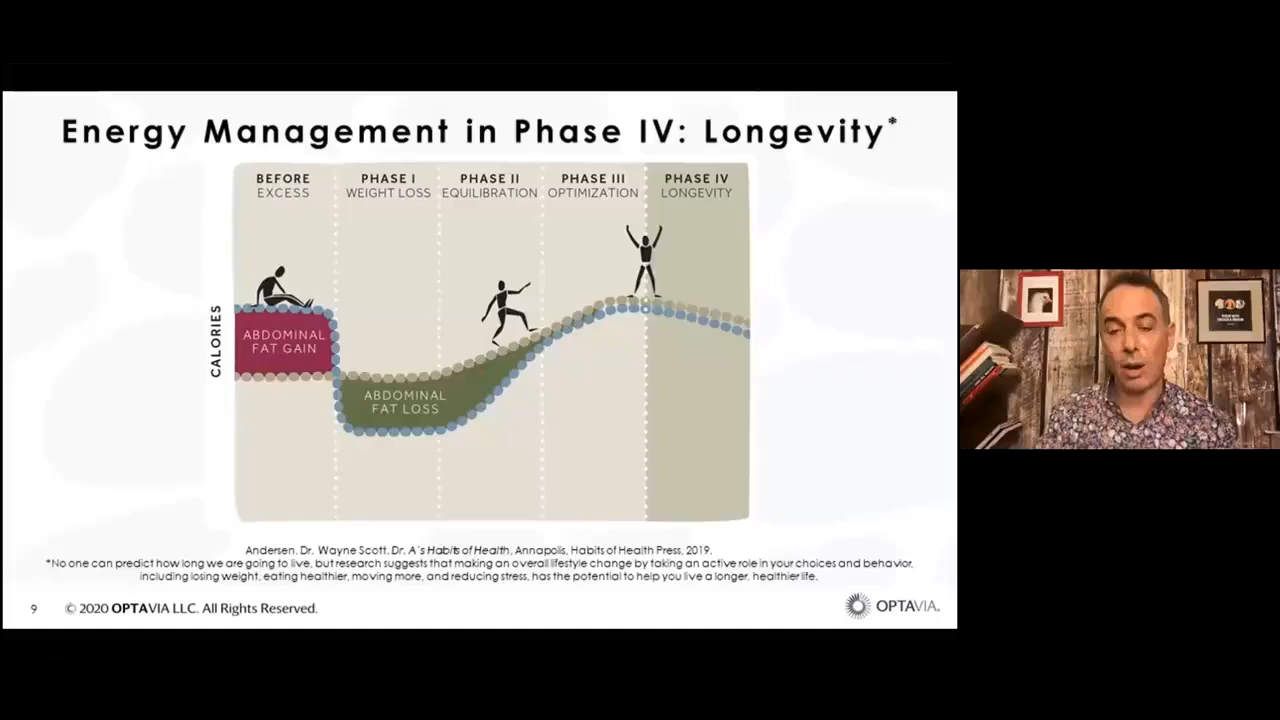 Energy Management in Phase IV: Longevity*
BEFORE
EXCESS
PHASE I
WEIGHT LOSS
PHASE II
EQUILIBRATION
PHASE III
OPTIMIZATION
PHASE IV
LONGEVITY
CALORIES
ABDOMINAL
FAT GAIN
ABDOMINAL
FAT LOSS
Andersen, Dr. Wayne Scott. Dr. A's Habits of Health, Annapolis, Habits of Health Press, 2019.
*No one can predict how long we are going to live, but research suggests that making an overall lifestyle change by taking an active role in your choices and behavior,
including losing weight, eating healthier, moving more, and reducing stress, has the potential to help you live a longer, healthier life.
9 © 2020 OPTAVIA LLC. All Rights Reserved.
OPTAVIA®